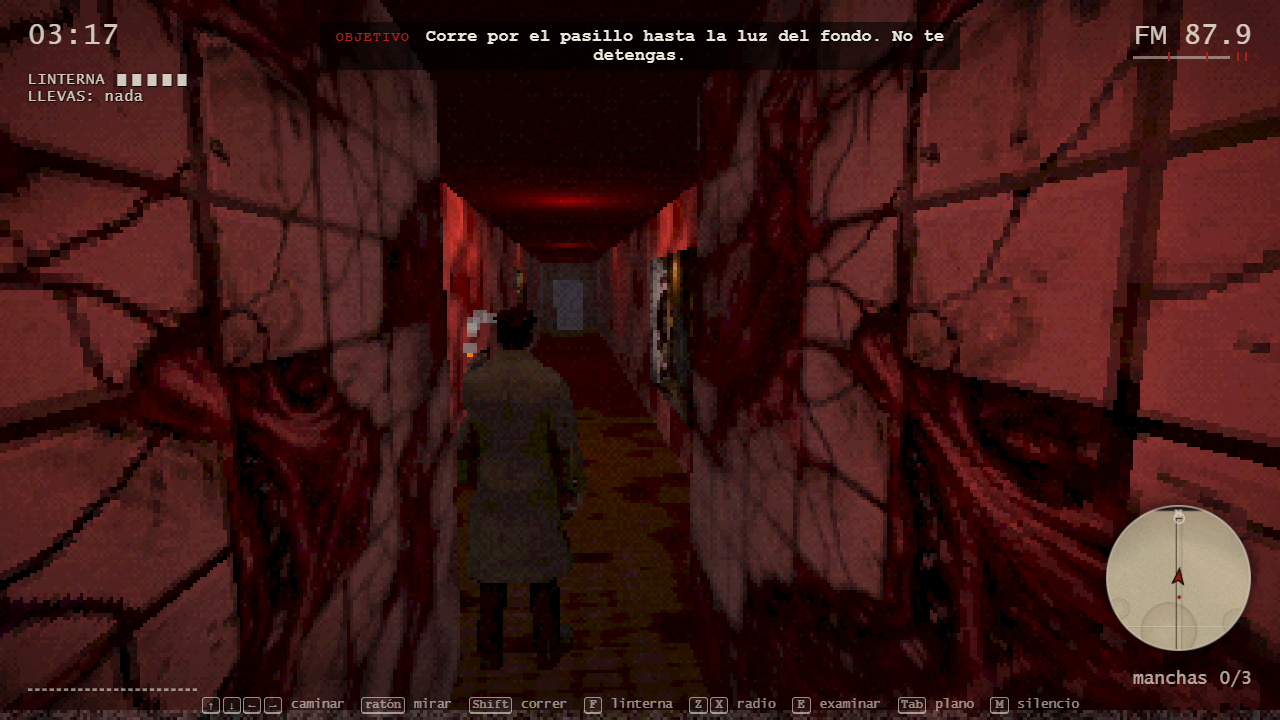 03:17
OBJETIVO Corre por el pasillo hasta la luz del fondo. No te
detengas.
FM 87.9
LINTERNA
LLEVAS: nada
N
manchas 0/3
↑ ↓ ← → caminar ratón mirar Shift correr F linterna Z X radio E examinar Tab plano M silencio